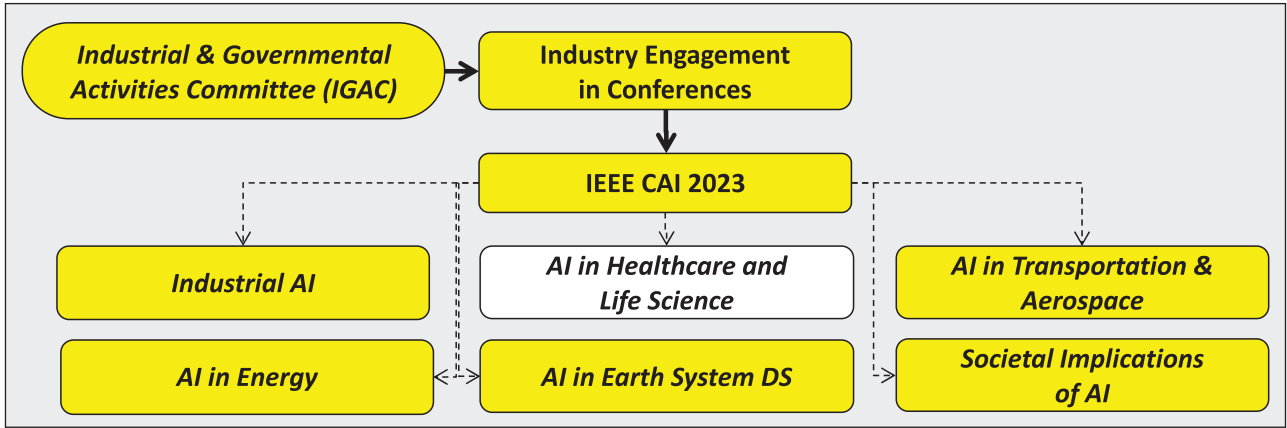 Industrial & Governmental
Activities Committee (IGAC)
Industry Engagement
in Conferences
IEEE CAI 2023
Industrial AI
AI in Healthcare and
Life Science
AI in Transportation &
Aerospace
AI in Energy
AI in Earth System DS
Societal Implications
of AI